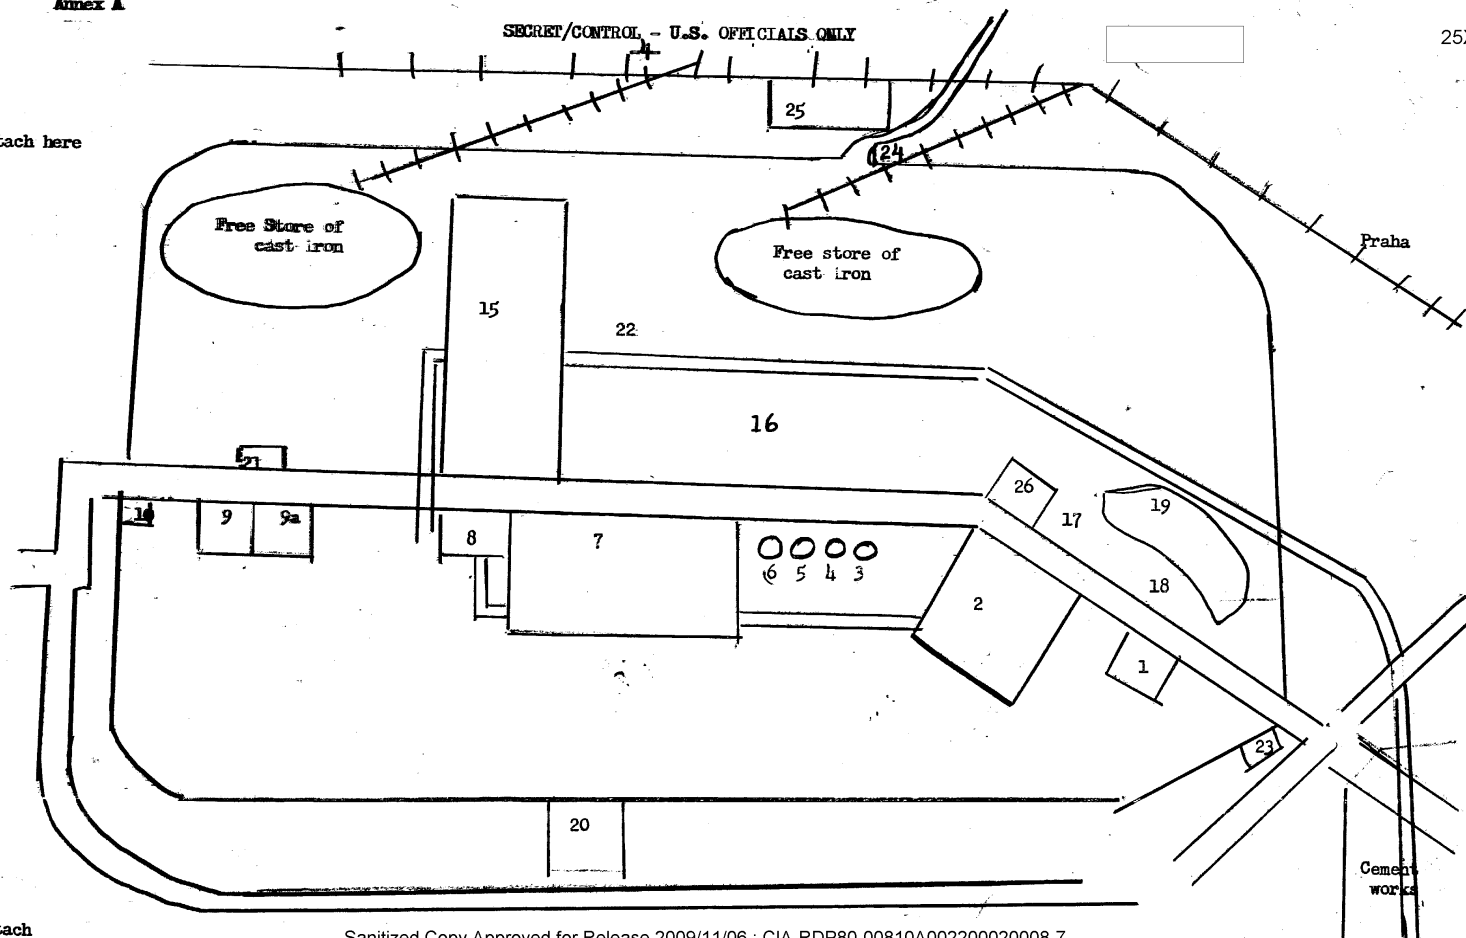 Annex A
SECRET/CONTROL - U.S. OFFICIALS ONLY
25X
tach here
25
24
Free Store of
cast iron
Free store of
cast iron
Praha
15
22
16
21
26
17
19
10
9
9a
8
7
6 5 4 3
18
2
1
23
20
Cement
works
tach
Sanitized Copy Approved for Release 2009/11/06 : CIA-RDP80-00810A002200020008-7